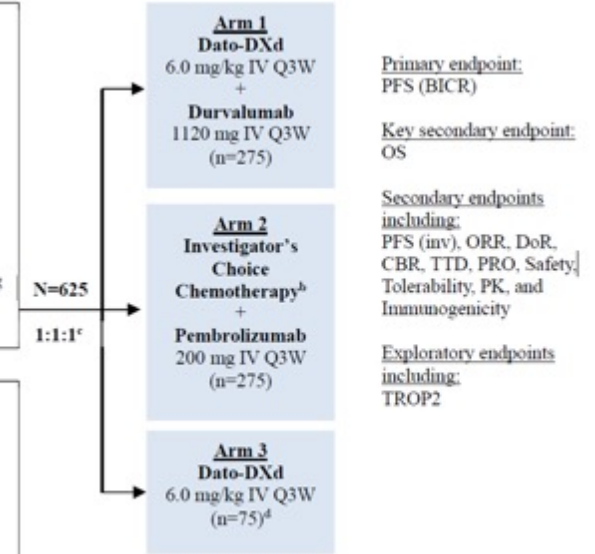 Arm 1
Dato-DXd
6.0 mg/kg IV Q3W
+
Durvalumab
1120 mg IV Q3W
(n=275)
N=625
1:1:1ᶜ
Arm 2
Investigator's
Choice
Chemotherapyᵇ
+
Pembrolizumab
200 mg IV Q3W
(n=275)
Arm 3
Dato-DXd
6.0 mg/kg IV Q3W
(n=75)ᵈ
Primary endpoint:
PFS (BICR)
Key secondary endpoint:
OS
Secondary endpoints
including:
PFS (inv), ORR, DoR,
CBR, TTD, PRO, Safety,
Tolerability, PK, and
Immunogenicity
Exploratory endpoints
including:
TROP2